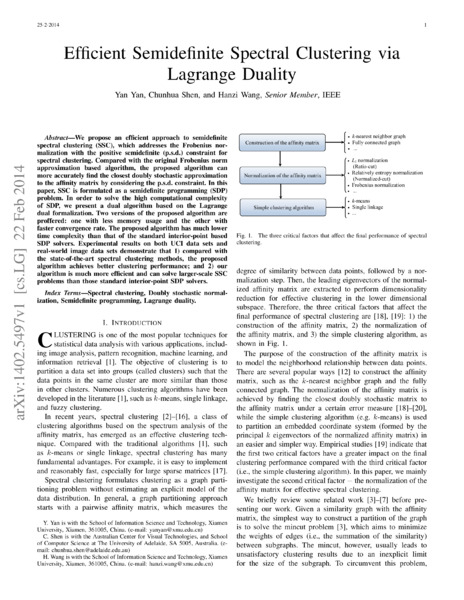 25-2-2014 1
Efficient Semidefinite Spectral Clustering via
Lagrange Duality
Yan Yan, Chunhua Shen, and Hanzi Wang, Senior Member, IEEE
arXiv:1402.5497v1 [cs.LG] 22 Feb 2014
Abstract—We propose an efficient approach to semidefinite
spectral clustering (SSC), which addresses the Frobenius nor-
malization with the positive semidefinite (p.s.d.) constraint for
spectral clustering. Compared with the original Frobenius norm
approximation based algorithm, the proposed algorithm can
more accurately find the closest doubly stochastic approximation
to the affinity matrix by considering the p.s.d. constraint. In this
paper, SSC is formulated as a semidefinite programming (SDP)
problem. In order to solve the high computational complexity
of SDP, we present a dual algorithm based on the Lagrange
dual formalization. Two versions of the proposed algorithm are
proffered: one with less memory usage and the other with
faster convergence rate. The proposed algorithm has much lower
time complexity than that of the standard interior-point based
SDP solvers. Experimental results on both UCI data sets and
real-world image data sets demonstrate that 1) compared with
the state-of-the-art spectral clustering methods, the proposed
algorithm achieves better clustering performance; and 2) our
algorithm is much more efficient and can solve larger-scale SSC
problems than those standard interior-point SDP solvers.
Index Terms—Spectral clustering, Doubly stochastic normal-
ization, Semidefinite programming, Lagrange duality.
I. INTRODUCTION
CLUSTERING is one of the most popular techniques for
statistical data analysis with various applications, includ-
ing image analysis, pattern recognition, machine learning, and
information retrieval [1]. The objective of clustering is to
partition a data set into groups (called clusters) such that the
data points in the same cluster are more similar than those
in other clusters. Numerous clustering algorithms have been
developed in the literature [1], such as k-means, single linkage,
and fuzzy clustering.
In recent years, spectral clustering [2]–[16], a class of
clustering algorithms based on the spectrum analysis of the
affinity matrix, has emerged as an effective clustering tech-
nique. Compared with the traditional algorithms [1], such
as k-means or single linkage, spectral clustering has many
fundamental advantages. For example, it is easy to implement
and reasonably fast, especially for large sparse matrices [17].
Spectral clustering formulates clustering as a graph parti-
tioning problem without estimating an explicit model of the
data distribution. In general, a graph partitioning approach
starts with a pairwise affinity matrix, which measures the
Y. Yan is with the School of Information Science and Technology, Xiamen
University, Xiamen, 361005, China. (e-mail: yanyan@xmu.edu.cn)
C. Shen is with the Australian Center for Visual Technologies, and School
of Computer Science at The University of Adelaide, SA 5005, Australia. (e-
mail: chunhua.shen@adelaide.edu.au)
H. Wang is with the School of Information Science and Technology, Xiamen
University, Xiamen, 361005, China. (e-mail: hanzi.wang@xmu.edu.cn)
Construction of the affinity matrix
• k-nearest neighbor graph
• Fully connected graph
• ...
Normalization of the affinity matrix
• L1 normalization
(Ratio-cut)
• Relatively entropy normalization
(Normalized-cut)
• Frobenius normalization
• ...
Simple clustering algorithm
• k-means
• Single linkage
• ...
Fig. 1. The three critical factors that affect the final performance of spectral
clustering.
degree of similarity between data points, followed by a nor-
malization step. Then, the leading eigenvectors of the normal-
ized affinity matrix are extracted to perform dimensionality
reduction for effective clustering in the lower dimensional
subspace. Therefore, the three critical factors that affect the
final performance of spectral clustering are [18], [19]: 1) the
construction of the affinity matrix, 2) the normalization of
the affinity matrix, and 3) the simple clustering algorithm, as
shown in Fig. 1.
The purpose of the construction of the affinity matrix is
to model the neighborhood relationship between data points.
There are several popular ways [12] to construct the affinity
matrix, such as the k-nearest neighbor graph and the fully
connected graph. The normalization of the affinity matrix is
achieved by finding the closest doubly stochastic matrix to
the affinity matrix under a certain error measure [18]–[20],
while the simple clustering algorithm (e.g. k-means) is used
to partition an embedded coordinate system (formed by the
principal k eigenvectors of the normalized affinity matrix) in
an easier and simpler way. Empirical studies [19] indicate that
the first two critical factors have a greater impact on the final
clustering performance compared with the third critical factor
(i.e., the simple clustering algorithm). In this paper, we mainly
investigate the second critical factor – the normalization of the
affinity matrix for effective spectral clustering.
We briefly review some related work [3]–[7] before pre-
senting our work. Given a similarity graph with the affinity
matrix, the simplest way to construct a partition of the graph
is to solve the mincut problem [3], which aims to minimize
the weights of edges (i.e., the summation of the similarity)
between subgraphs. The mincut, however, usually leads to
unsatisfactory clustering results due to an inexplicit limit
for the size of the subgraph. To circumvent this problem,